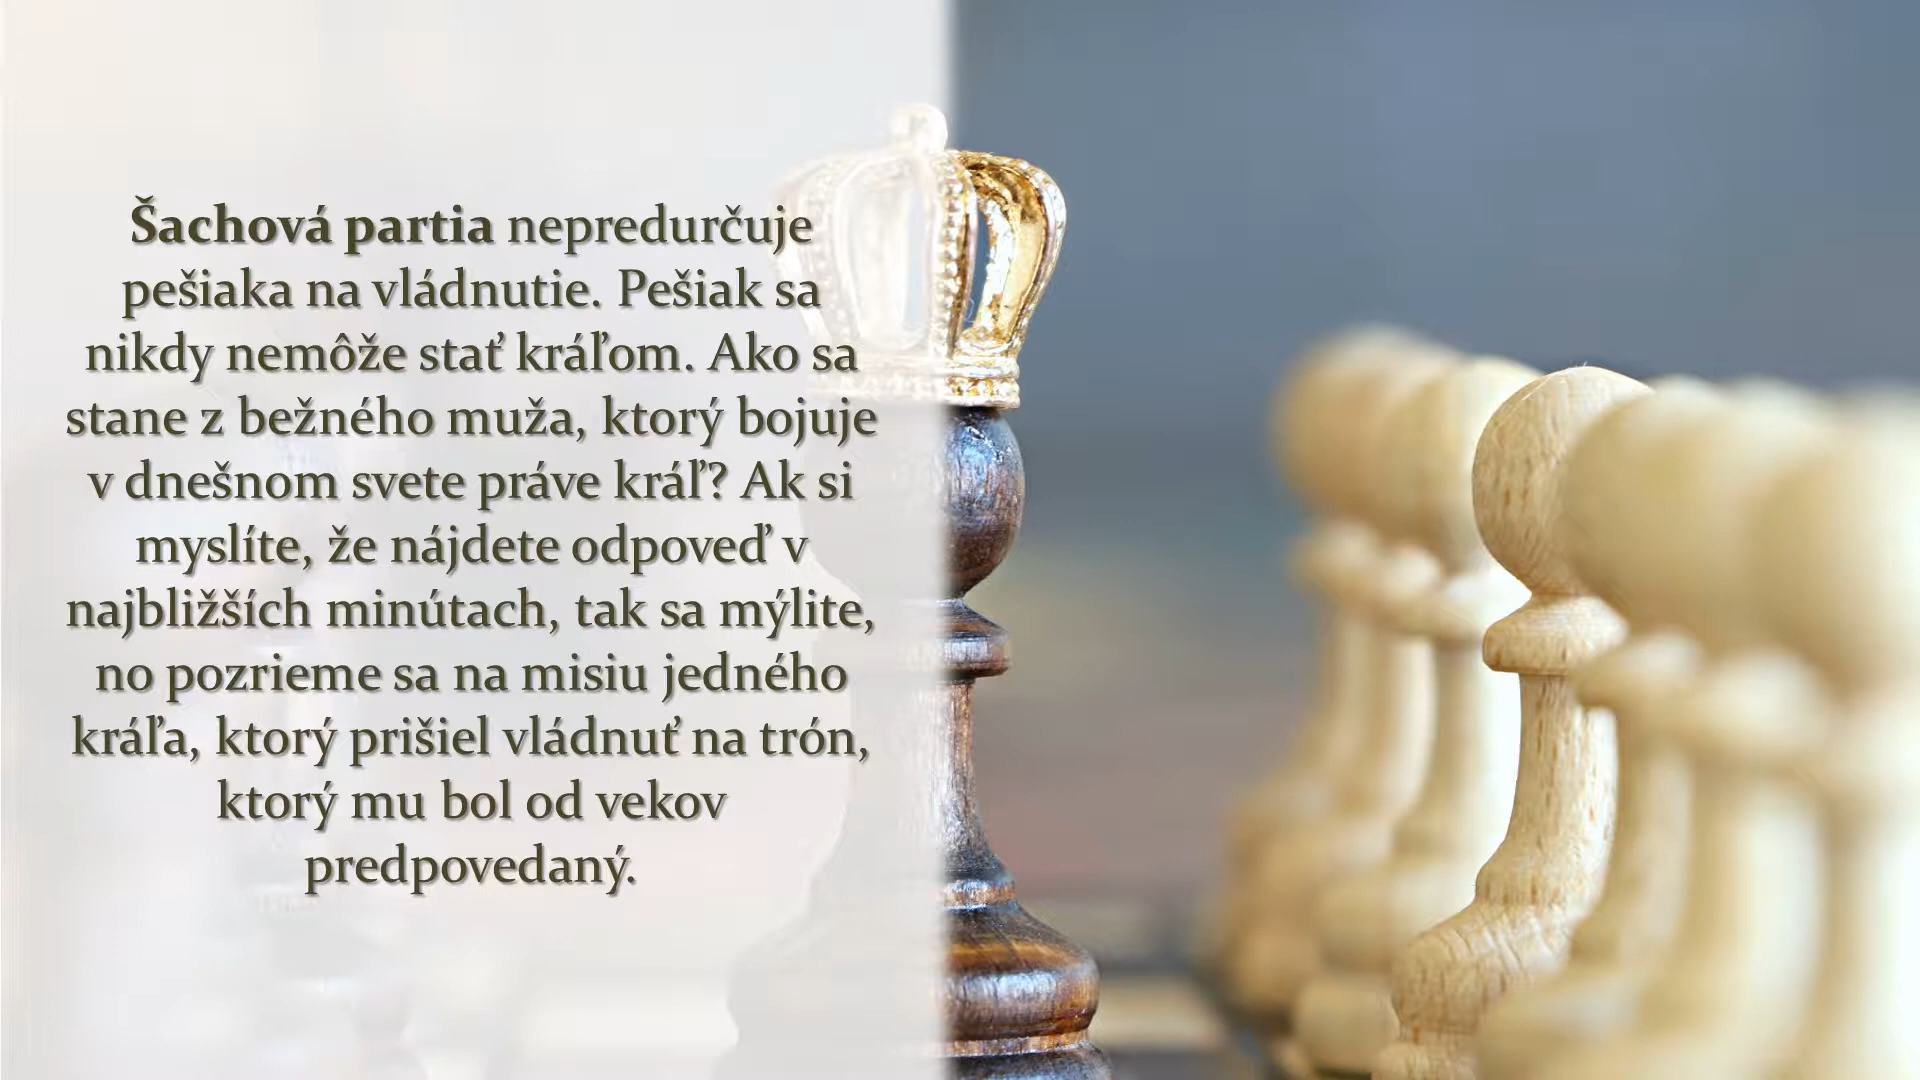 Šachová partia nepredurčuje
pešiaka na vládnutie. Pešiak sa
nikdy nemôže stať kráľom. Ako sa
stane z bežného muža, ktorý bojuje
v dnešnom svete práve kráľ? Ak si
myslíte, že nájdete odpoveď v
najbližších minútach, tak sa mýlite,
no pozrieme sa na misiu jedného
kráľa, ktorý prišiel vládnuť na trón,
ktorý mu bol od vekov
predpovedaný.